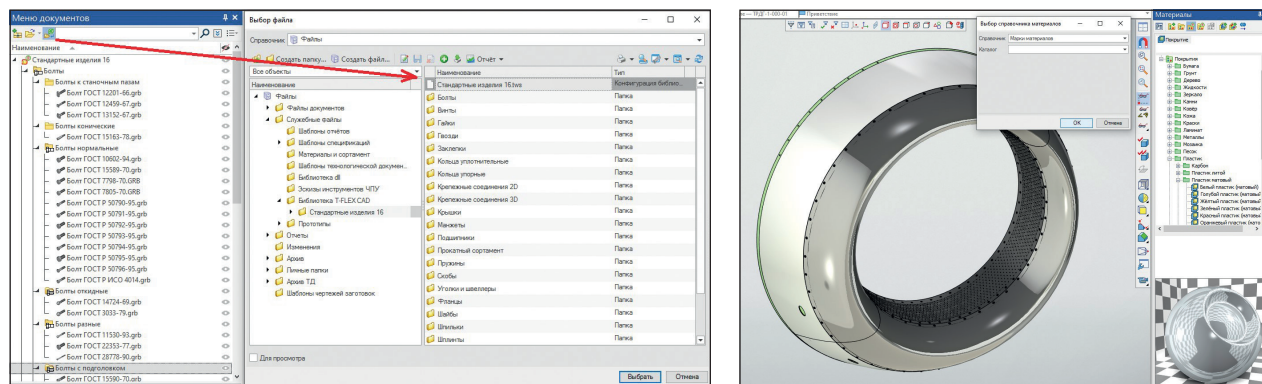 Меню документов
Наименование
Стандартные изделия 16
Болты
Болты к станочным пазам
Болт ГОСТ 12201-66.grb
Болт ГОСТ 12459-67.grb
Болт ГОСТ 13152-67.grb
Болты конические
Болт ГОСТ 15163-78.grb
Болты нормальные
Болт ГОСТ 10602-94.grb
Болт ГОСТ 15589-70.grb
Болт ГОСТ 7798-70.GRB
Болт ГОСТ 7805-70.GRB
Болт ГОСТ Р 50790-95.grb
Болт ГОСТ Р 50791-95.grb
Болт ГОСТ Р 50792-95.grb
Болт ГОСТ Р 50793-95.grb
Болт ГОСТ Р 50794-95.grb
Болт ГОСТ Р 50795-95.grb
Болт ГОСТ Р 50796-95.grb
Болт ГОСТ Р ИСО 4014.grb
Болты откидные
Болт ГОСТ 14724-69.grb
Болт ГОСТ 3033-79.grb
Болты разные
Болт ГОСТ 11530-93.grb
Болт ГОСТ 22353-77.grb
Болт ГОСТ 28778-90.grb
Болты с подголовком
Болт ГОСТ 15590-70.grb
Выбор файла
Справочник:
Файлы
Создать папку...
Создать файл...
Отчёт
Все объекты
Наименование
Файлы
Файлы документов
Служебные файлы
Шаблоны отчётов
Шаблоны спецификаций
Материалы и сортамент
Шаблоны технологической докумен...
Библиотека dll
Эскизы инструментов ЧПУ
Библиотека T-FLEX CAD
Стандартные изделия 16
Прототипы
Отчеты
Изменения
Архив
Личные папки
Архив ТД
Шаблоны чертежей заготовок
Наименование
Тип
Стандартные изделия 16.tws
Конфигурация библио...
Болты
Папка
Винты
Папка
Гайки
Папка
Гвозди
Папка
Заклепки
Папка
Кольца уплотнительные
Папка
Кольца упорные
Папка
Крепежные соединения 2D
Папка
Крепежные соединения 3D
Папка
Крышки
Папка
Манжеты
Папка
Подшипники
Папка
Прокатный сортамент
Папка
Пружины
Папка
Скобы
Папка
Уголки и швеллеры
Папка
Фланцы
Папка
Шайбы
Папка
Шпильки
Папка
Шплинты
Папка
Для просмотра
Выбрать
Отмена
ТРДГ-1-000-01
Приветствие
Выбор справочника материалов
Справочник
Марки материалов
Каталог
ОК
Отмена
Материалы
Покрытие
Покрытия
Бумага
Грунт
Дерево
Жидкости
Зеркало
Камни
Ковёр
Кожа
Краски
Ламинат
Металлы
Мозаика
Песок
Пластик
Карбон
Пластик литой
Пластик матовый
Белый пластик (матовый)
Голубой пластик (матовы
Жёлтый пластик (матовый
Зелёный пластик (матовы
Красный пластик (матовы
Оранжевый пластик (мато